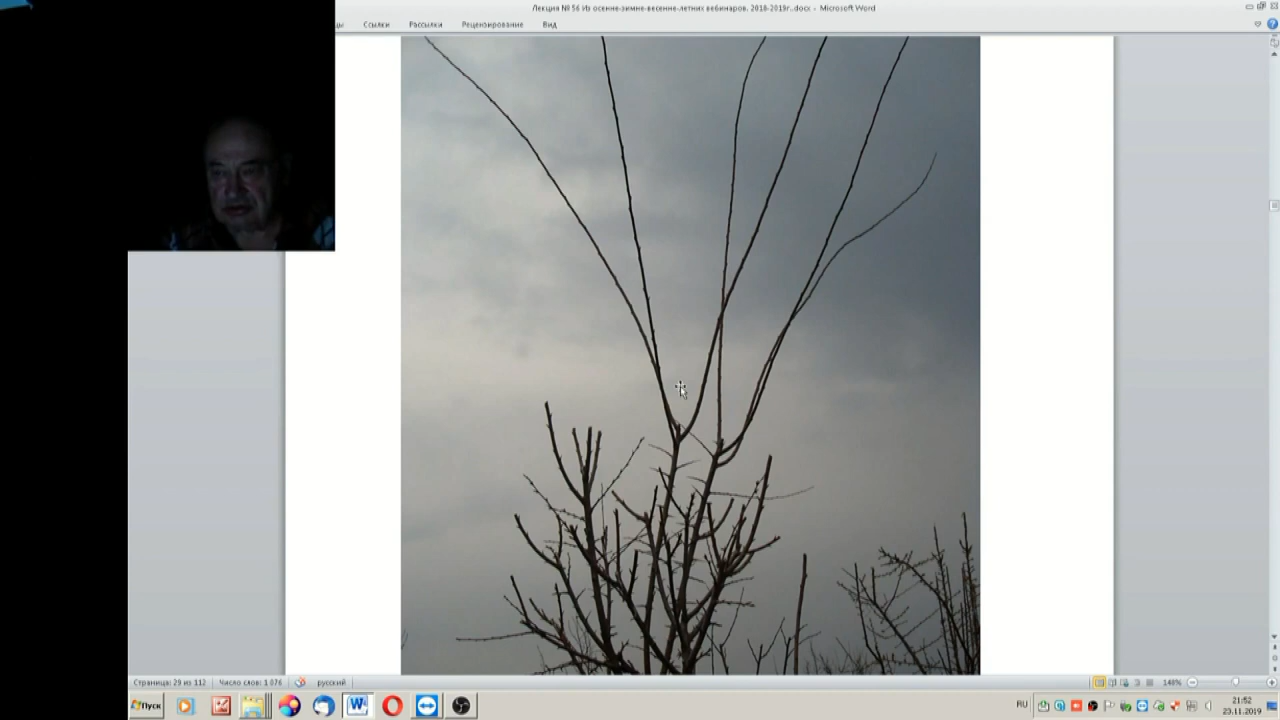 Лекция № 56 Из осенне-зимне-весенне-летних вебинаров. 2018-2019г..docx - Microsoft Word
Ссылки Рассылки Рецензирование Вид
Страница: 29 из 112 Число слов: 1 076 русский 148%
Пуск RU 21:52
23.11.2019